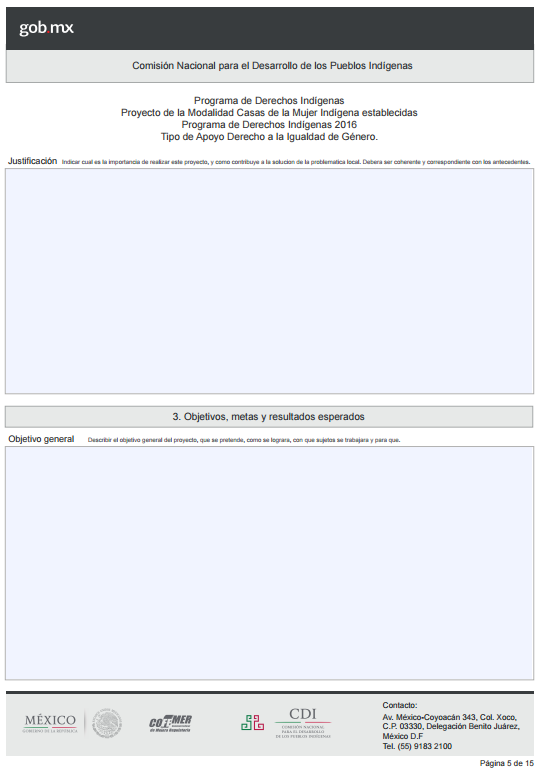 gob.mx
Comisión Nacional para el Desarrollo de los Pueblos Indígenas
Programa de Derechos Indígenas
Proyecto de la Modalidad Casas de la Mujer Indígena establecidas
Programa de Derechos Indígenas 2016
Tipo de Apoyo Derecho a la Igualdad de Género.
Justificación Indicar cual es la importancia de realizar este proyecto, y como contribuye a la solucion de la problematica local. Debera ser coherente y correspondiente con los antecedentes.
3. Objetivos, metas y resultados esperados
Objetivo general Describir el objetivo general del proyecto, que se pretende, como se lograra, con que sujetos se trabajara y para que.
MÉXICO
GOBIERNO DE LA REPÚBLICA
COFEMER
de Mejora Regulatoria
CDI
COMISIÓN NACIONAL
PARA EL DESARROLLO
DE LOS PUEBLOS INDÍGENAS
Contacto:
Av. México-Coyoacán 343, Col. Xoco,
C.P. 03330, Delegación Benito Juárez,
México D.F
Tel. (55) 9183 2100
Página 5 de 15